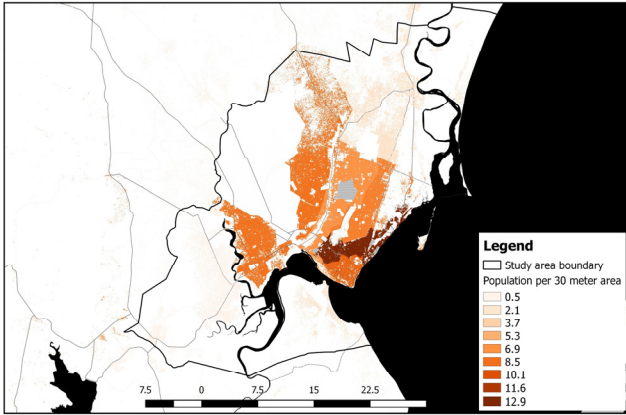 Legend
Study area boundary
Population per 30 meter area
0.5
2.1
3.7
5.3
6.9
8.5
10.1
11.6
12.9
7.5 0 7.5 15 22.5